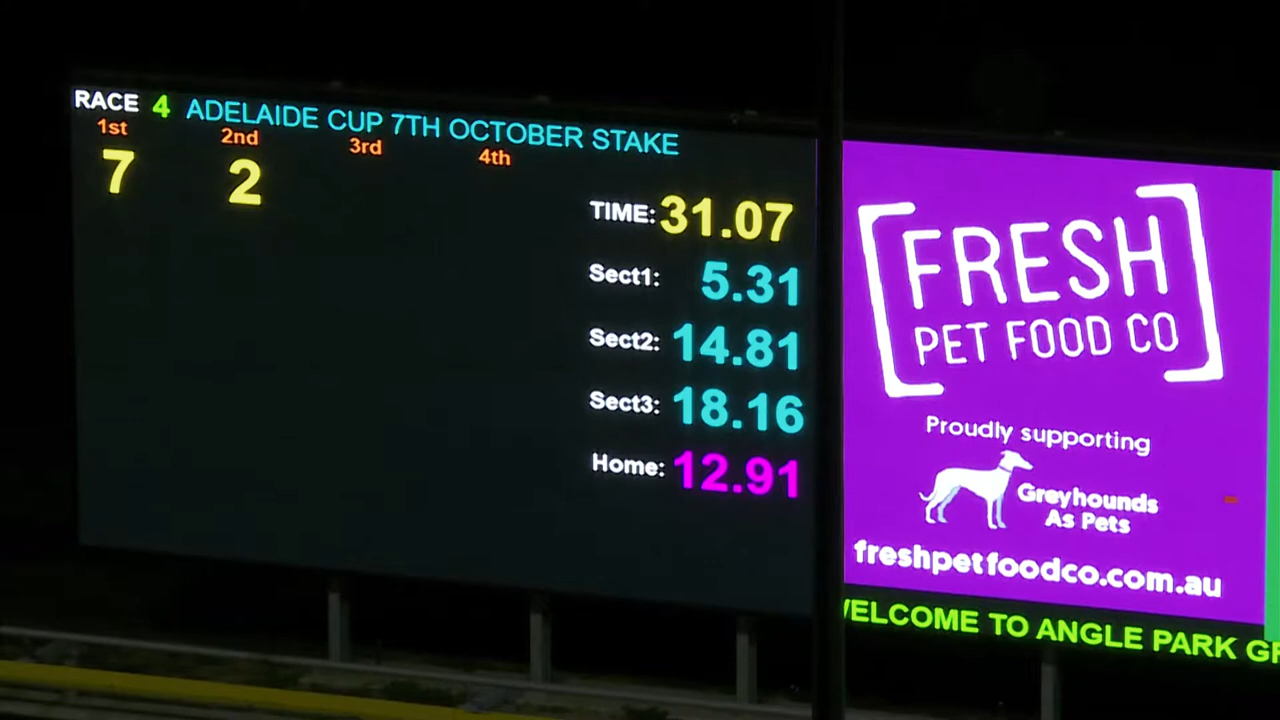 RACE 4 ADELAIDE CUP 7TH OCTOBER STAKE
1st 2nd 3rd 4th
7 2
TIME: 31.07
Sect1: 5.31
Sect2: 14.81
Sect3: 18.16
Home: 12.91
FRESH
PET FOOD CO
Proudly supporting
Greyhounds
As Pets
freshpetfoodco.com.au
WELCOME TO ANGLE PARK GR